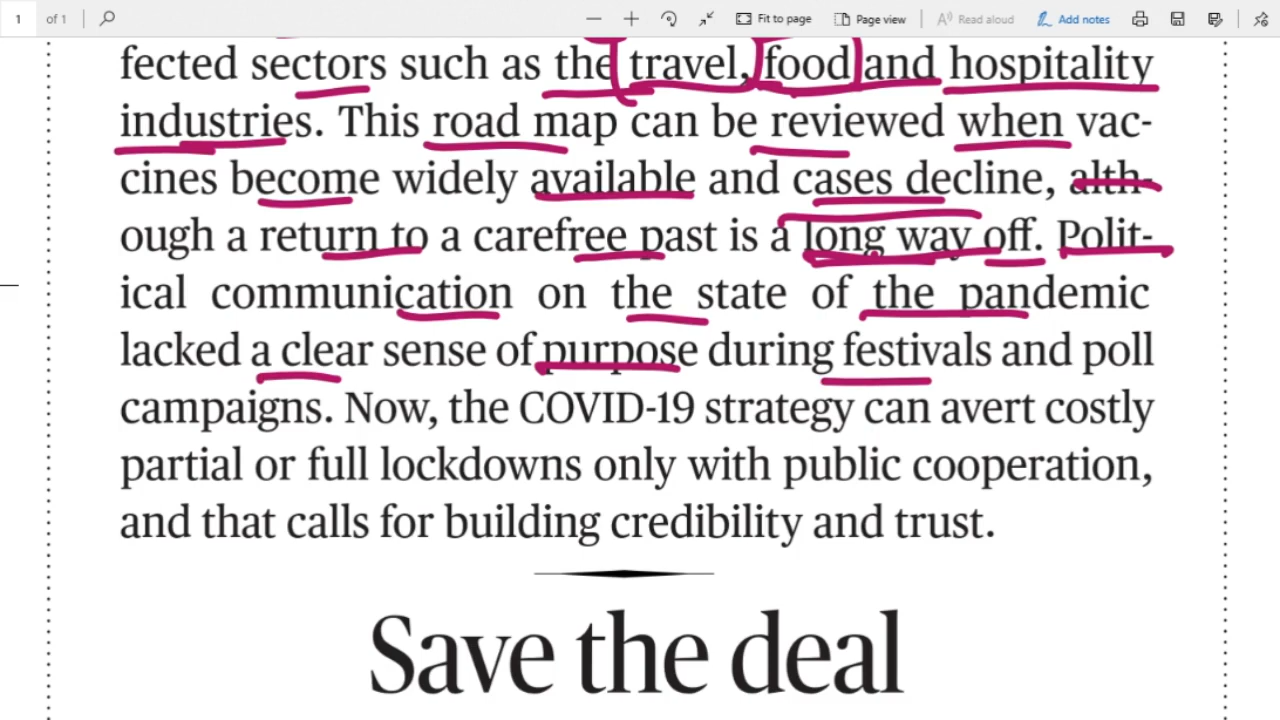 1 of 1 Fit to page Page view Read aloud Add notes
fected sectors such as the travel, food and hospitality
industries. This road map can be reviewed when vac-
cines become widely available and cases decline, alth-
ough a return to a carefree past is a long way off. Polit-
ical communication on the state of the pandemic
lacked a clear sense of purpose during festivals and poll
campaigns. Now, the COVID-19 strategy can avert costly
partial or full lockdowns only with public cooperation,
and that calls for building credibility and trust.
Save the deal